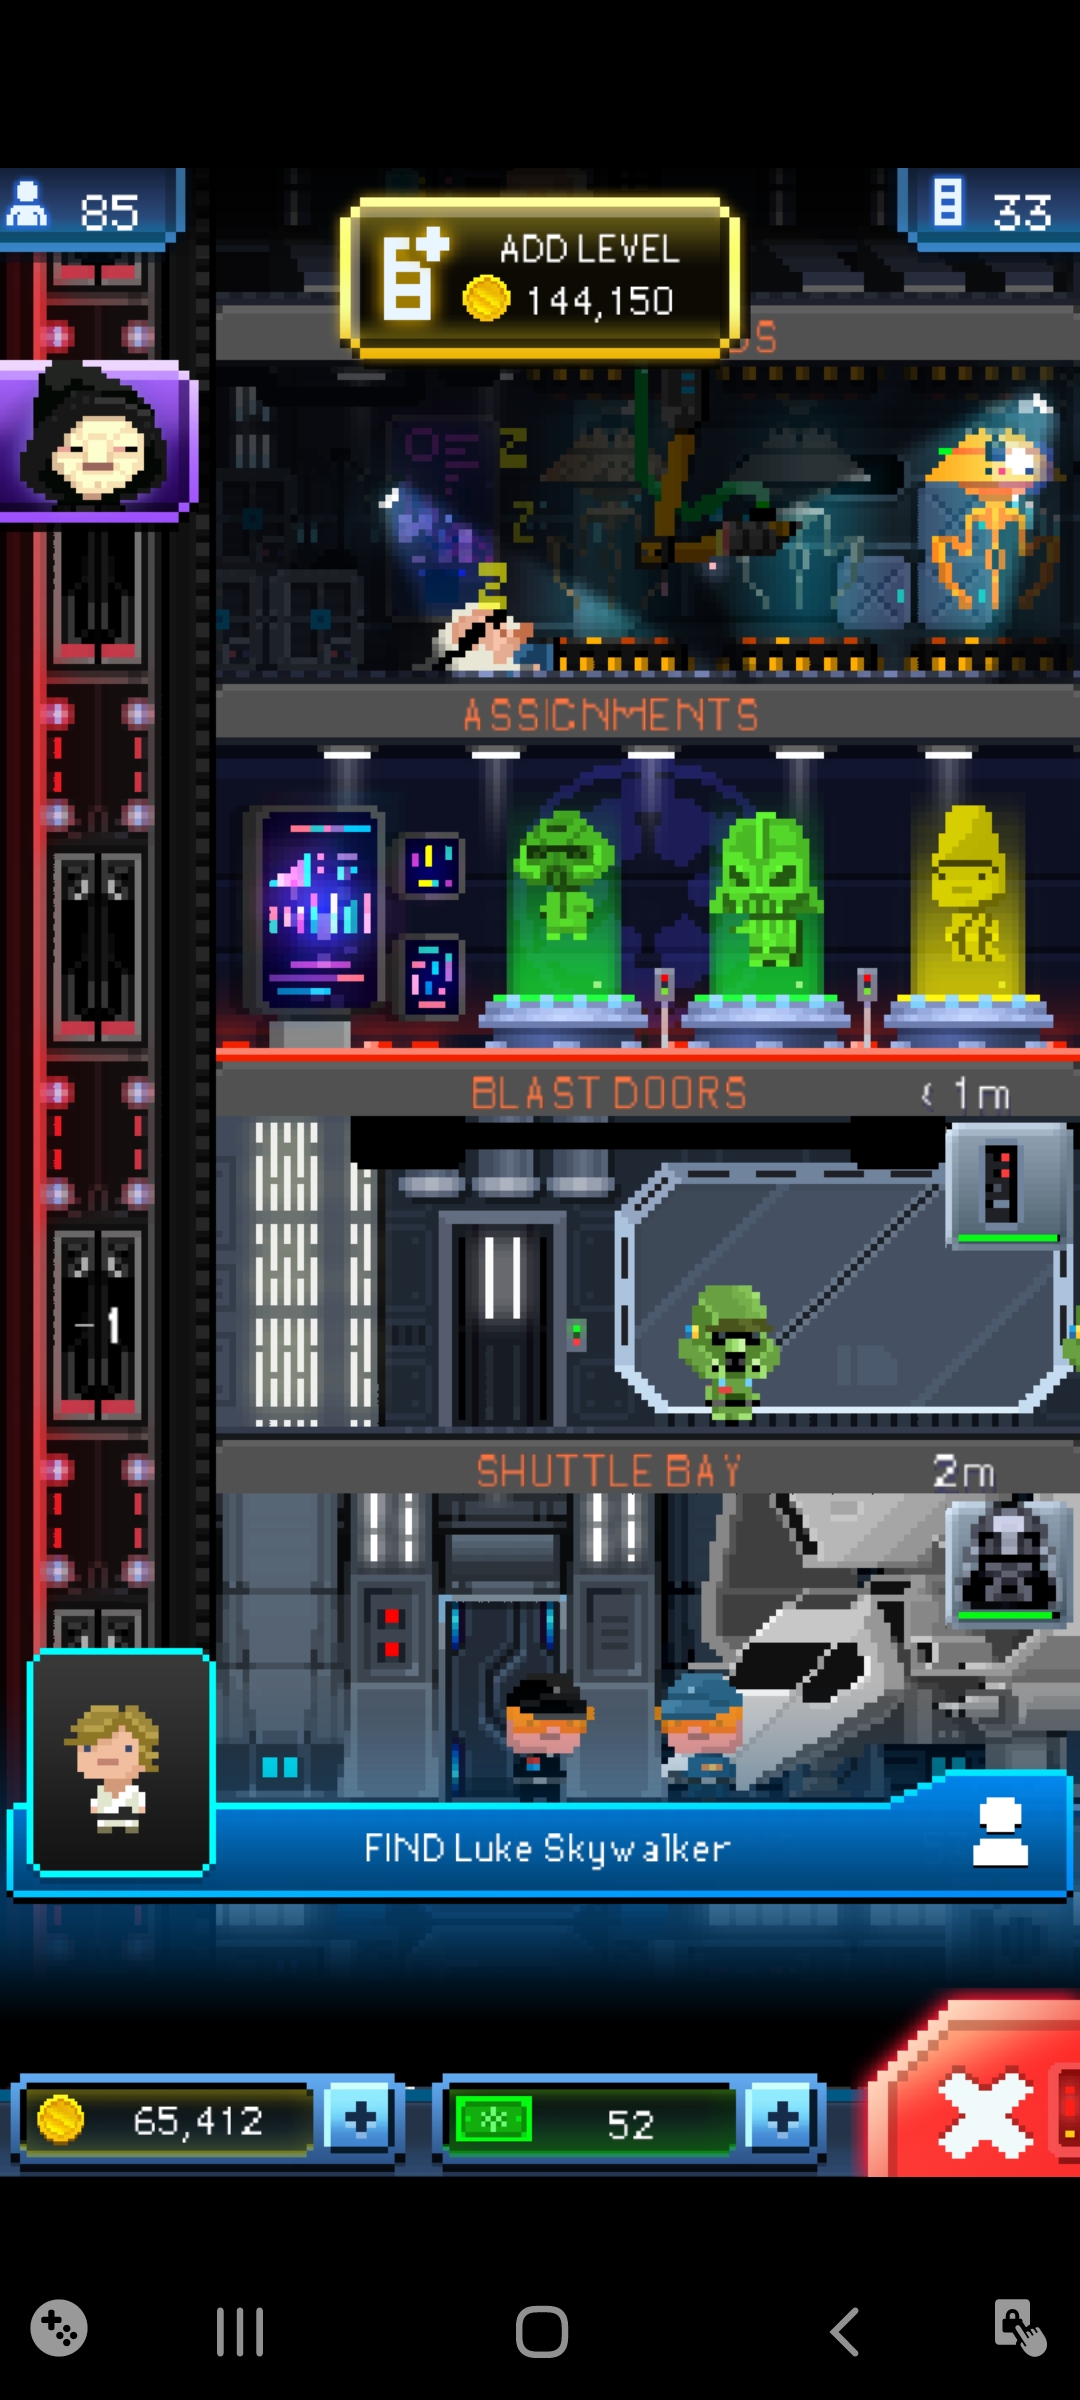 85
33
ADD LEVEL
144,150
Z
Z
Z
ASSIGNMENTS
BLAST DOORS < 1m
-1
SHUTTLE BAY 2m
FIND Luke Skywalker
65,412 +
52 +